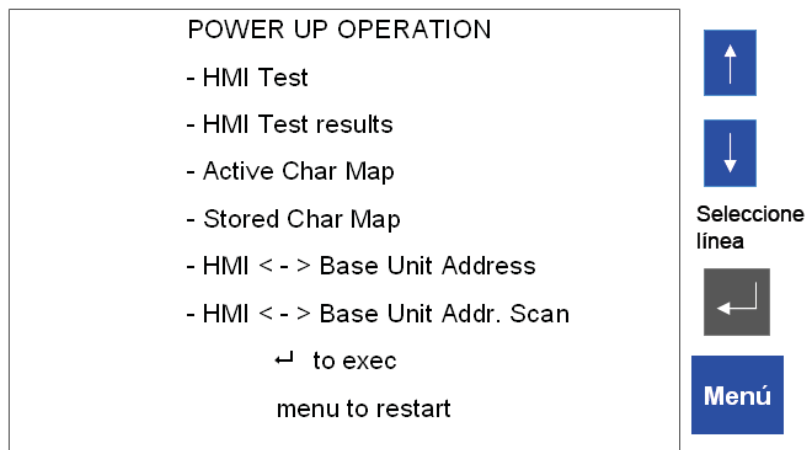 POWER UP OPERATION
- HMI Test
- HMI Test results
- Active Char Map
- Stored Char Map
- HMI < - > Base Unit Address
- HMI < - > Base Unit Addr. Scan
↵ to exec
menu to restart
↑
↓
Seleccione
línea
↵
Menú